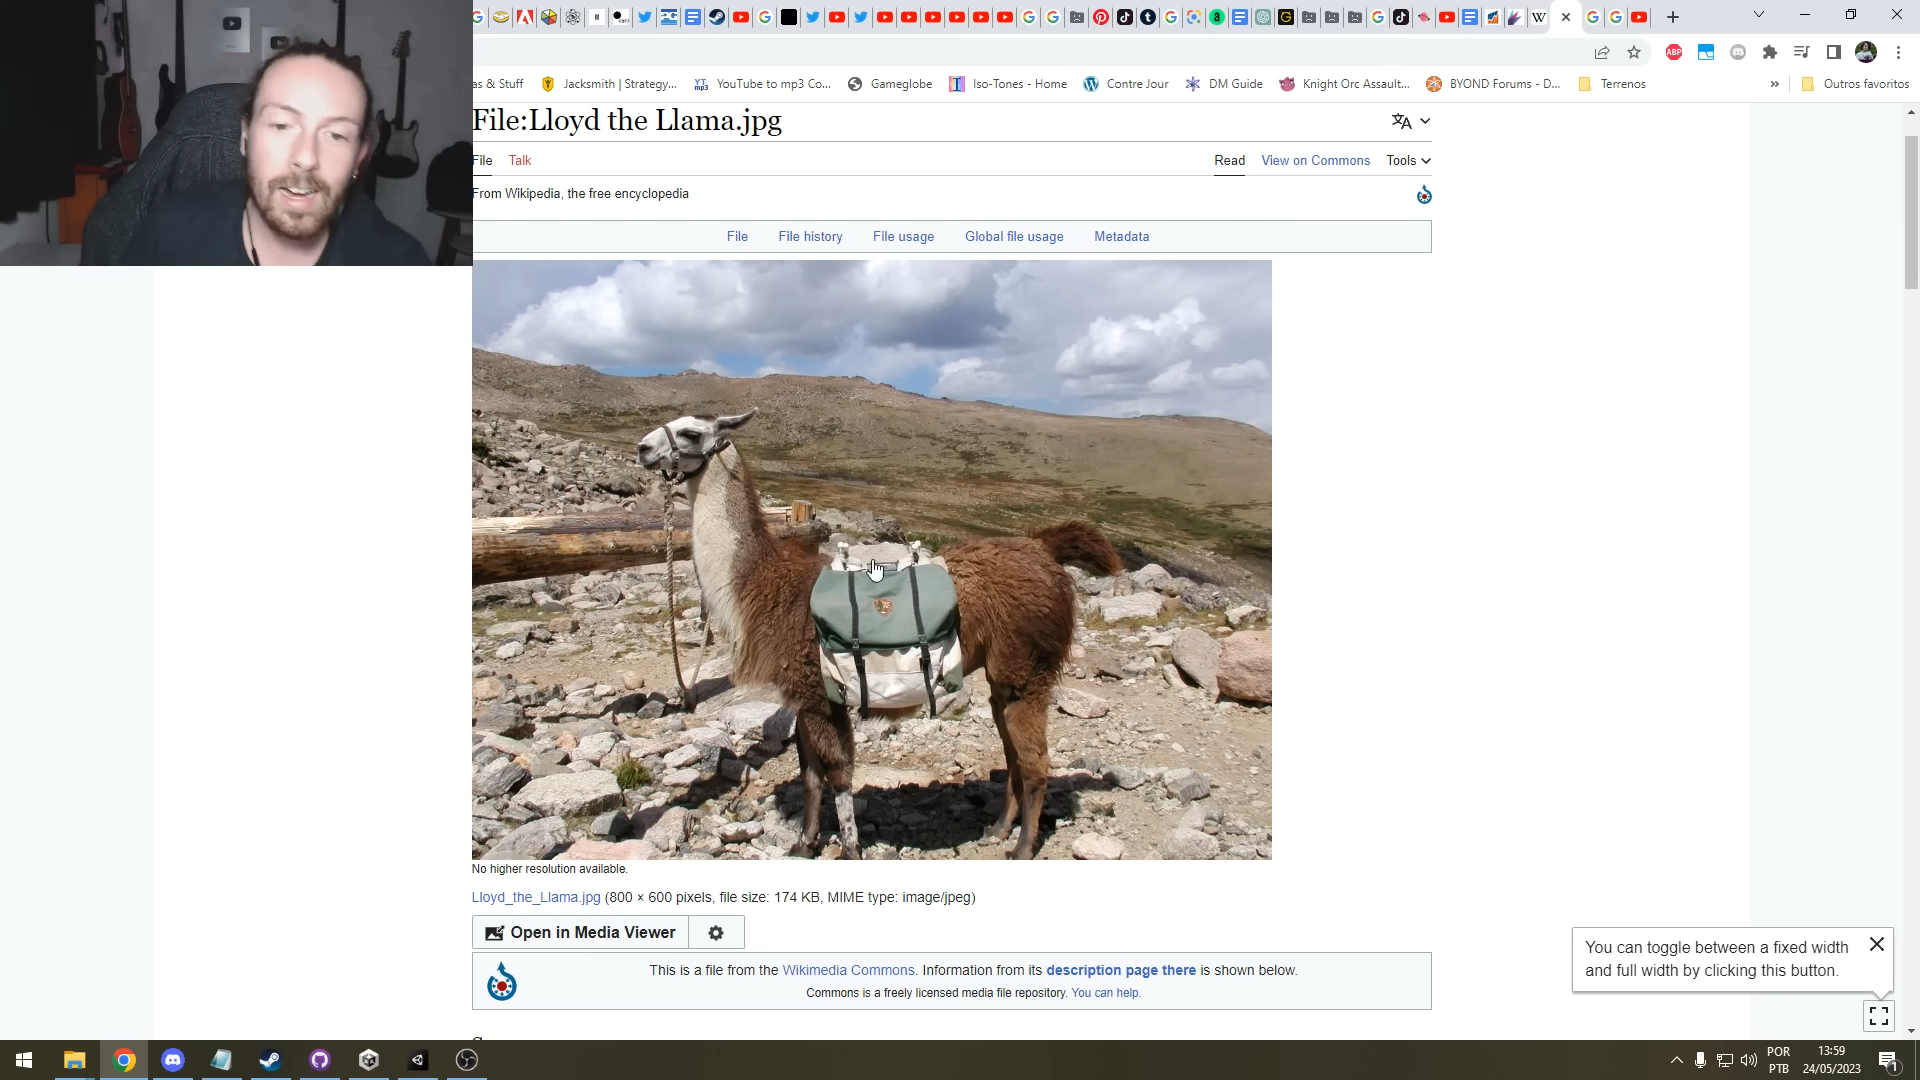 as & Stuff
Jacksmith | Strategy...
YouTube to mp3 Co...
Gameglobe
Iso-Tones - Home
Contre Jour
DM Guide
Knight Orc Assault...
BYOND Forums - D...
Terrenos
»
Outros favoritos
File:Lloyd the Llama.jpg
File
Talk
Read
View on Commons
Tools
From Wikipedia, the free encyclopedia
File
File history
File usage
Global file usage
Metadata
No higher resolution available.
Lloyd_the_Llama.jpg (800 × 600 pixels, file size: 174 KB, MIME type: image/jpeg)
Open in Media Viewer
This is a file from the Wikimedia Commons. Information from its description page there is shown below.
Commons is a freely licensed media file repository. You can help.
You can toggle between a fixed width
and full width by clicking this button.
POR
PTB
13:59
24/05/2023
1